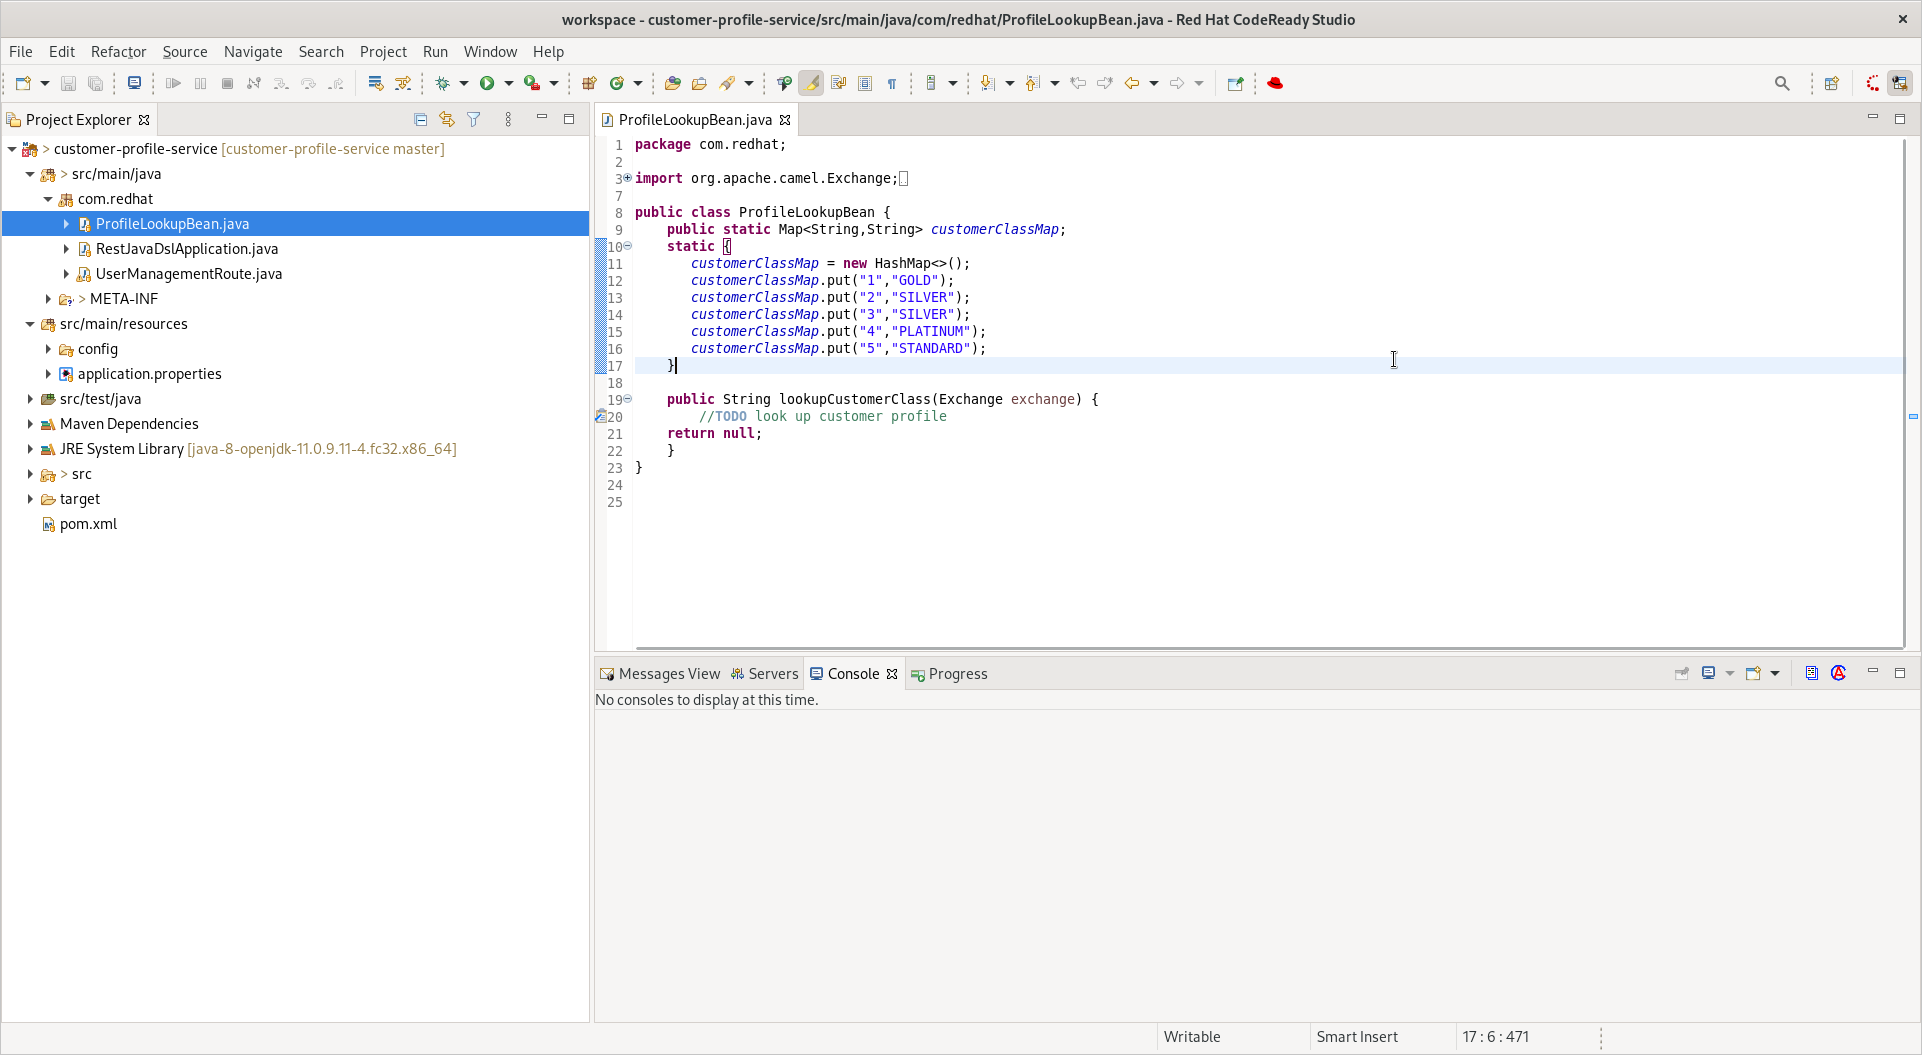 workspace - customer-profile-service/src/main/java/com/redhat/ProfileLookupBean.java - Red Hat CodeReady Studio
File Edit Refactor Source Navigate Search Project Run Window Help
Project Explorer
> customer-profile-service [customer-profile-service master]
> src/main/java
com.redhat
ProfileLookupBean.java
RestJavaDslApplication.java
UserManagementRoute.java
> META-INF
src/main/resources
config
application.properties
src/test/java
Maven Dependencies
JRE System Library [java-8-openjdk-11.0.9.11-4.fc32.x86_64]
> src
target
pom.xml
ProfileLookupBean.java
1 package com.redhat;
2
3 import org.apache.camel.Exchange;
7
8 public class ProfileLookupBean {
9     public static Map<String,String> customerClassMap;
10     static {
11        customerClassMap = new HashMap<>();
12        customerClassMap.put("1","GOLD");
13        customerClassMap.put("2","SILVER");
14        customerClassMap.put("3","SILVER");
15        customerClassMap.put("4","PLATINUM");
16        customerClassMap.put("5","STANDARD");
17     }
18
19     public String lookupCustomerClass(Exchange exchange) {
20         //TODO look up customer profile
21     return null;
22     }
23 }
24
25
Messages View Servers Console Progress
No consoles to display at this time.
Writable Smart Insert 17 : 6 : 471